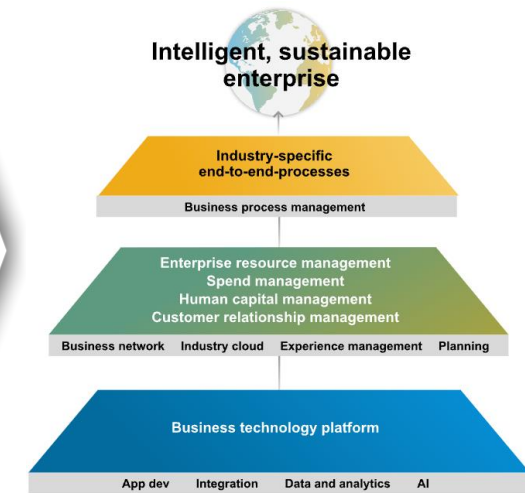 Intelligent, sustainable
enterprise
Industry-specific
end-to-end-processes
Business process management
Enterprise resource management
Spend management
Human capital management
Customer relationship management
Business network Industry cloud Experience management Planning
Business technology platform
App dev Integration Data and analytics AI